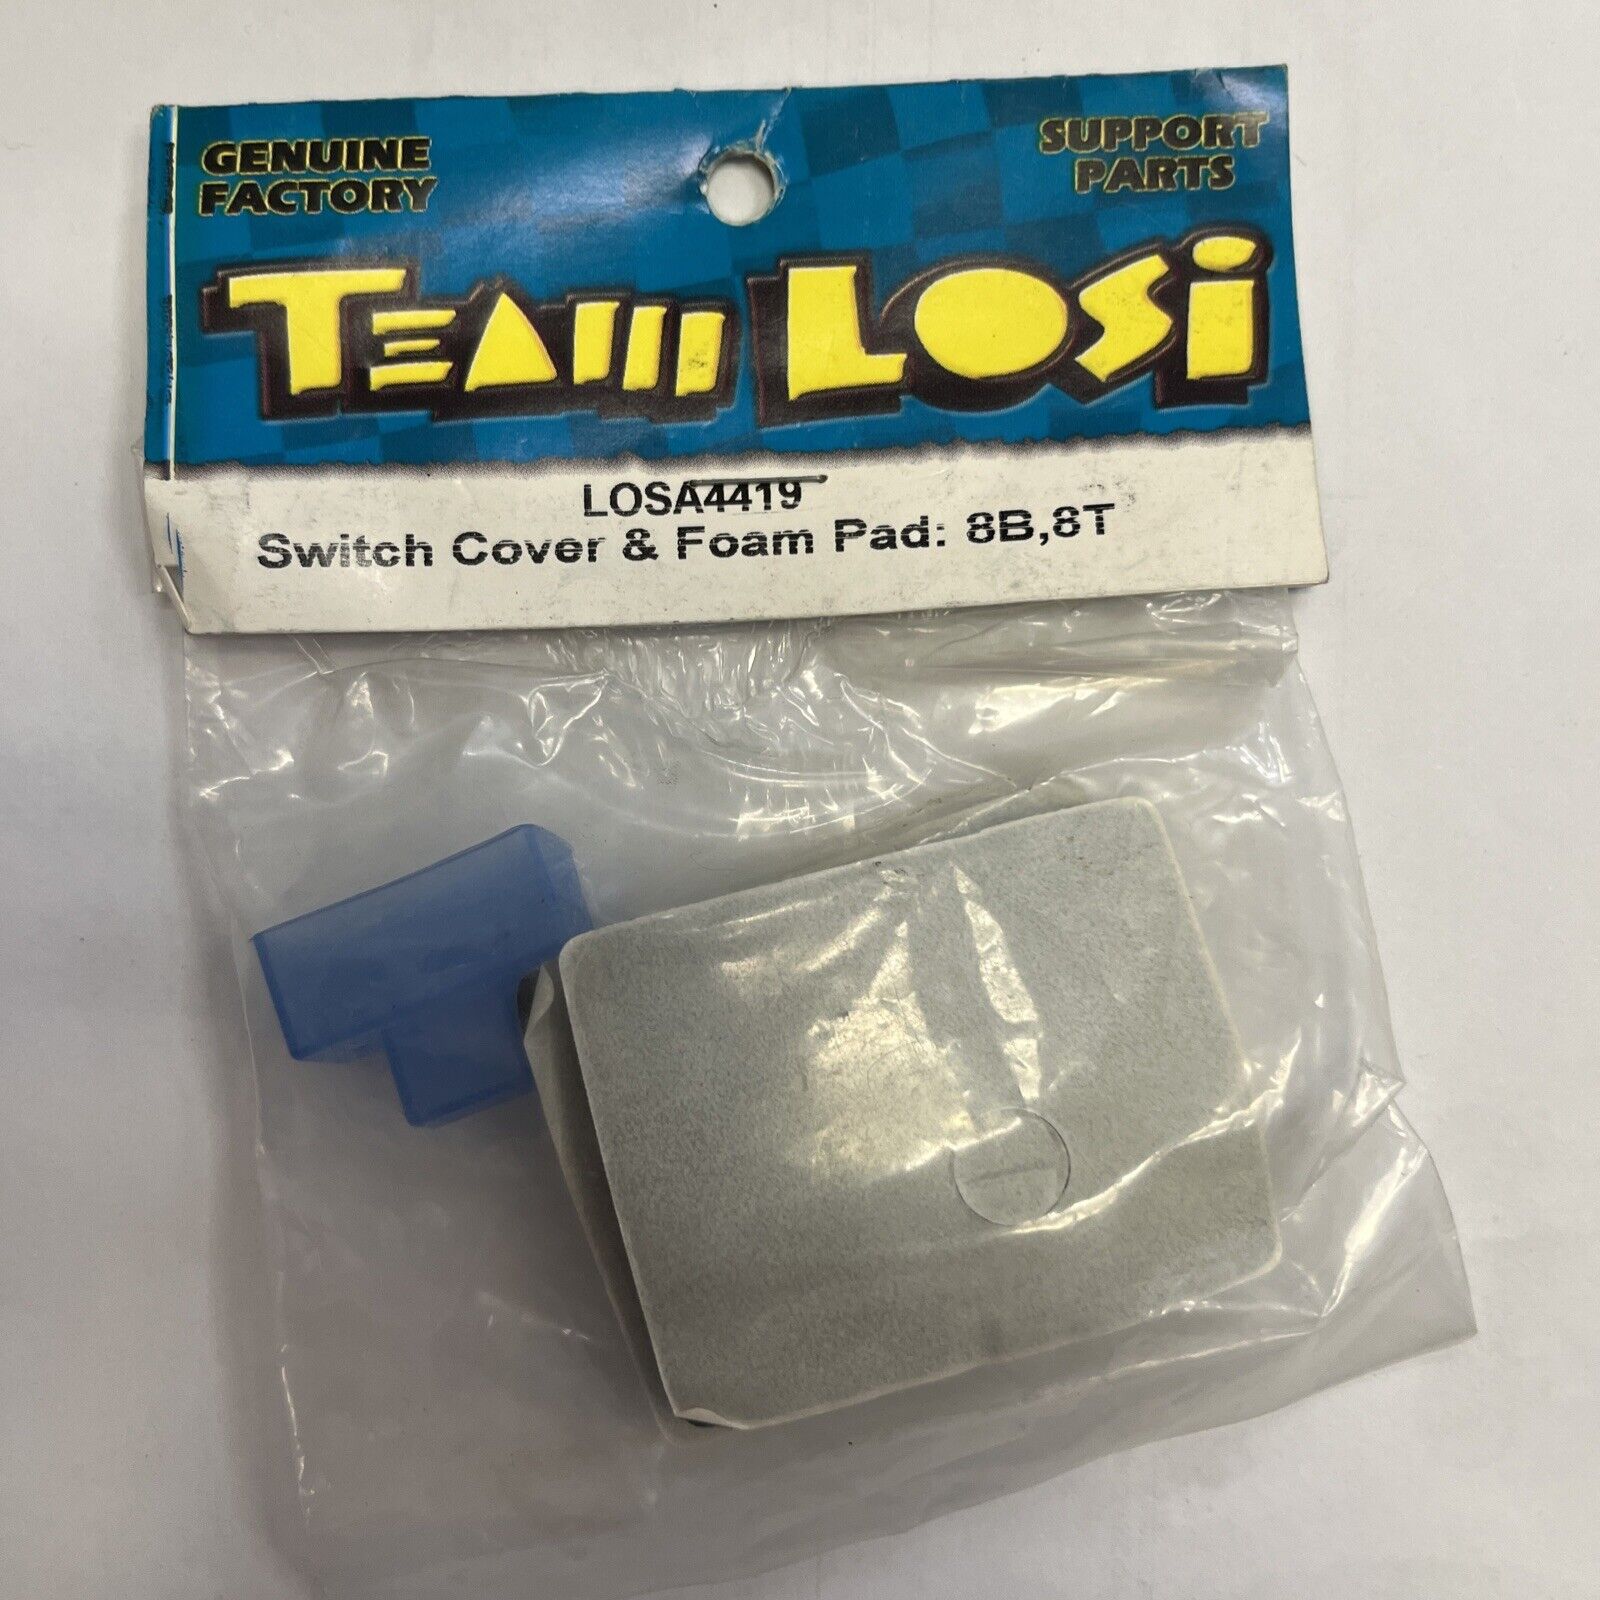 GENUINE
FACTORY
SUPPORT
PARTS
TEAM LOSi
LOSA4419
Switch Cover & Foam Pad: 8B,8T